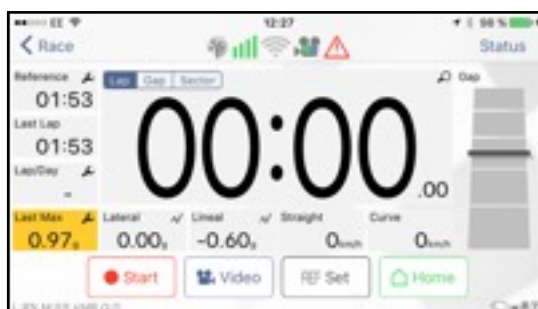 EE 12:27 98 %
Race Status
Reference Lap Gap Sector Gap
01:53
Last Lap
01:53 00:00.00
Lap/Day
-
Last Max Lateral Lineal Straight Curve
0.97g 0.00g -0.60g 0km/h 0km/h
Start Video REF Set Home